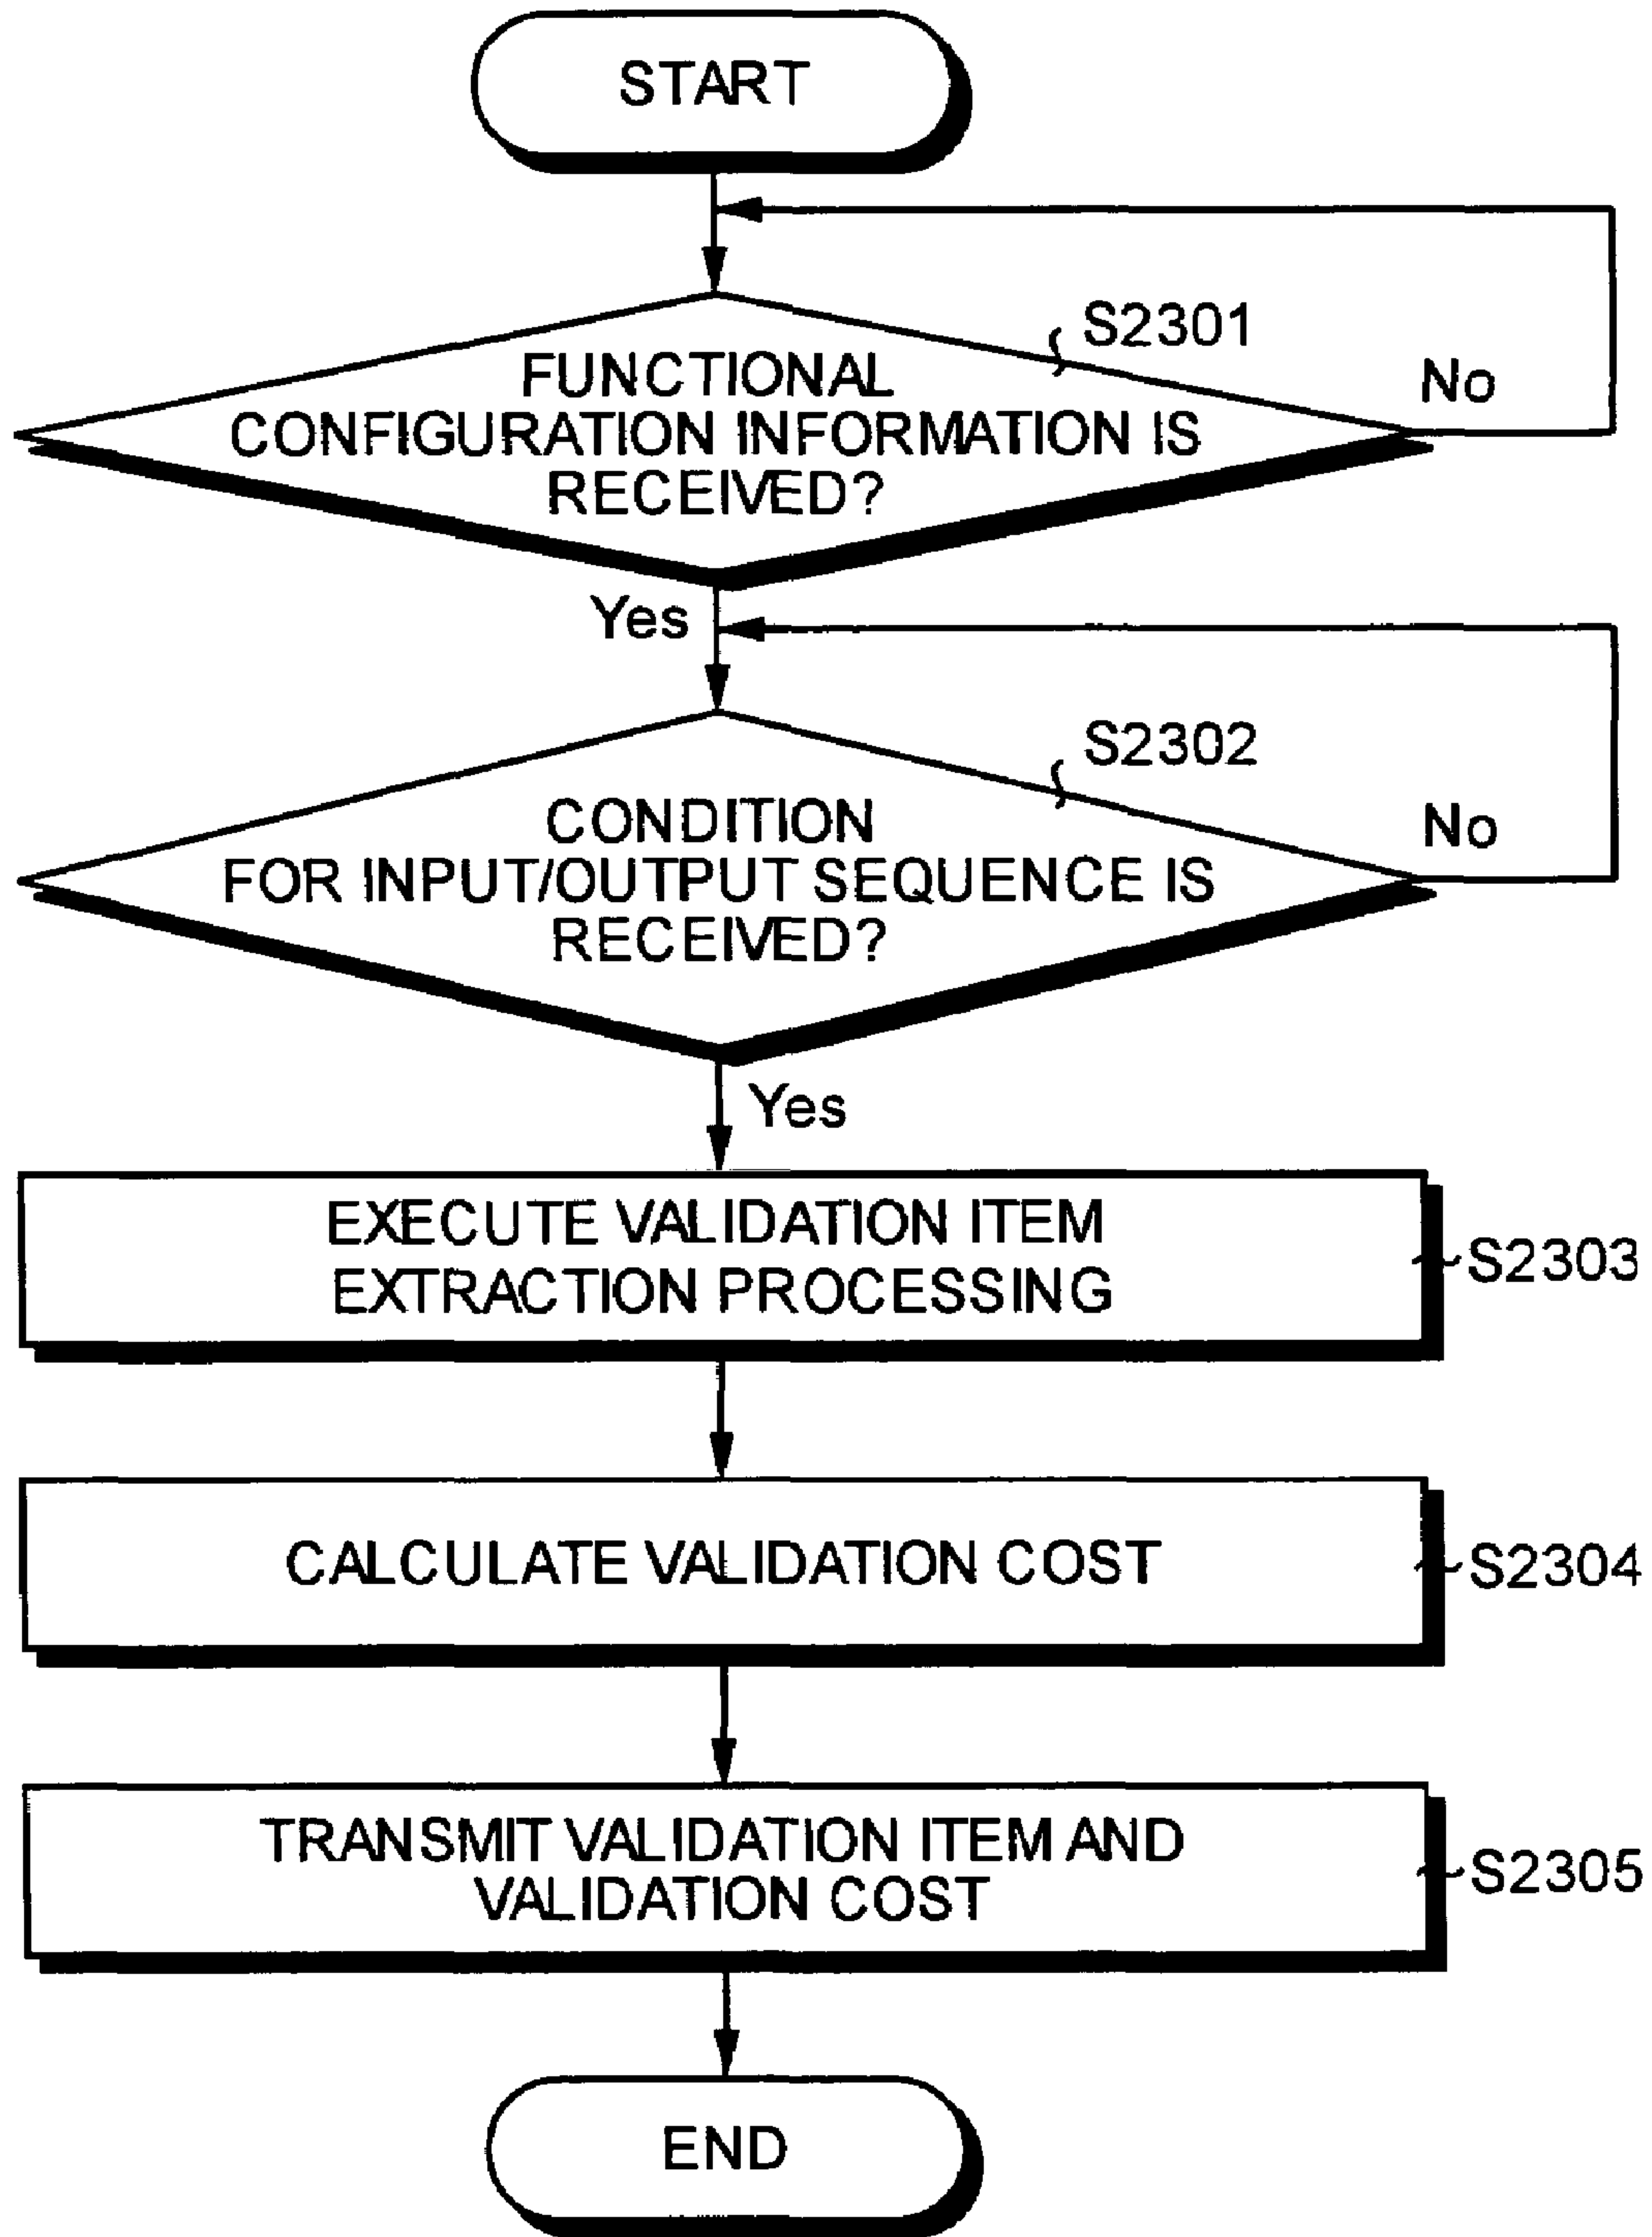 START
S2301
FUNCTIONAL
CONFIGURATION INFORMATION IS
RECEIVED?
No
Yes
S2302
CONDITION
FOR INPUT/OUTPUT SEQUENCE IS
RECEIVED?
No
Yes
EXECUTE VALIDATION ITEM
EXTRACTION PROCESSING
S2303
CALCULATE VALIDATION COST
S2304
TRANSMIT VALIDATION ITEM AND
VALIDATION COST
S2305
END